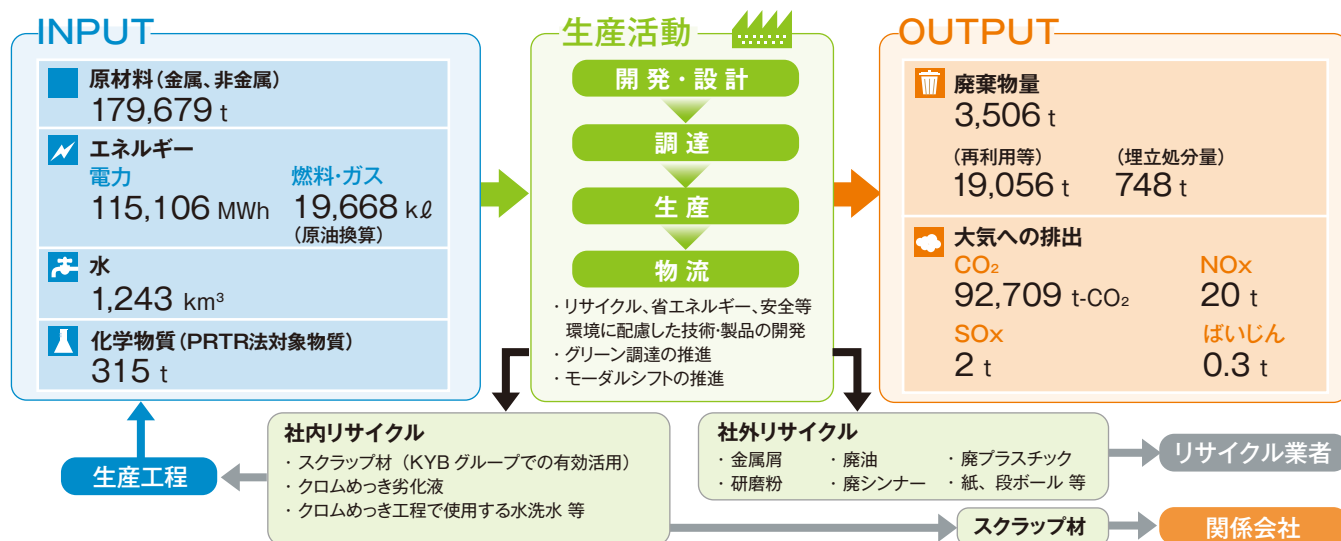 INPUT
原材料(金属、非金属)
179,679 t
エネルギー
電力
115,106 MWh
燃料・ガス
19,668 kℓ
(原油換算)
水
1,243 km³
化学物質(PRTR法対象物質)
315 t
生産活動
開発・設計
調達
生産
物流
・リサイクル、省エネルギー、安全等
環境に配慮した技術・製品の開発
・グリーン調達の推進
・モーダルシフトの推進
OUTPUT
廃棄物量
3,506 t
(再利用等)
19,056 t
(埋立処分量)
748 t
大気への排出
CO₂
92,709 t-CO₂
NOx
20 t
SOx
2 t
ばいじん
0.3 t
生産工程
社内リサイクル
・スクラップ材(KYBグループでの有効活用)
・クロムめっき劣化液
・クロムめっき工程で使用する水洗水 等
社外リサイクル
・金属屑 ・廃油 ・廃プラスチック
・研磨粉 ・廃シンナー ・紙、段ボール 等
リサイクル業者
スクラップ材
関係会社